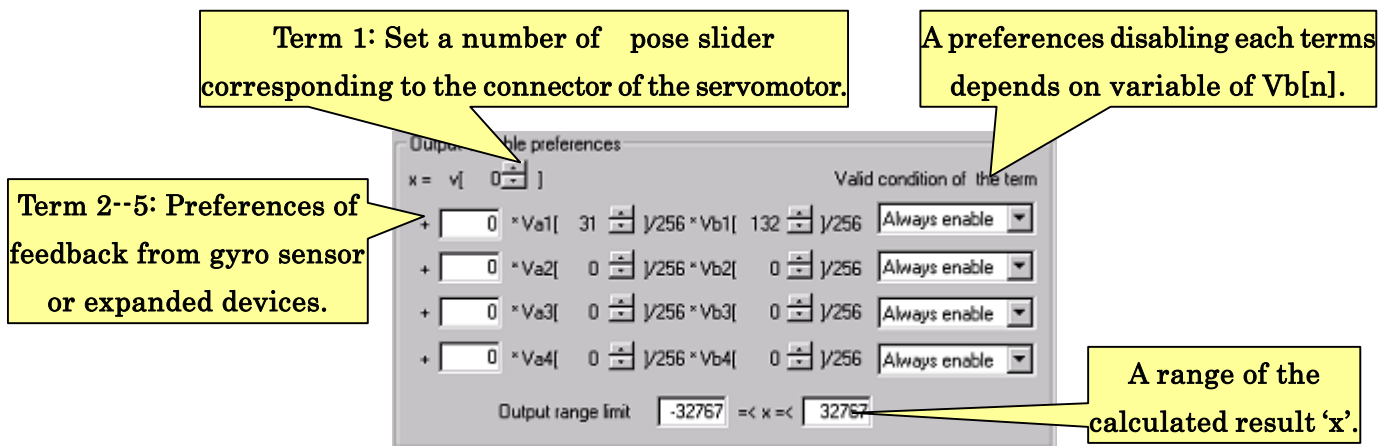 Term 1: Set a number of pose slider
corresponding to the connector of the servomotor.
A preferences disabling each terms
depends on variable of Vb[n].
Term 2--5: Preferences of
feedback from gyro sensor
or expanded devices.
ble preferences
x = v[ 0 ]
Valid condition of the term
+ 0 *Va1[ 31 ]/256 * Vb1[ 132 ]/256 Always enable
+ 0 *Va2[ 0 ]/256 * Vb2[ 0 ]/256 Always enable
+ 0 *Va3[ 0 ]/256 * Vb3[ 0 ]/256 Always enable
+ 0 *Va4[ 0 ]/256 * Vb4[ 0 ]/256 Always enable
Output range limit -32767 =< x =< 32767
A range of the
calculated result ‘x’.